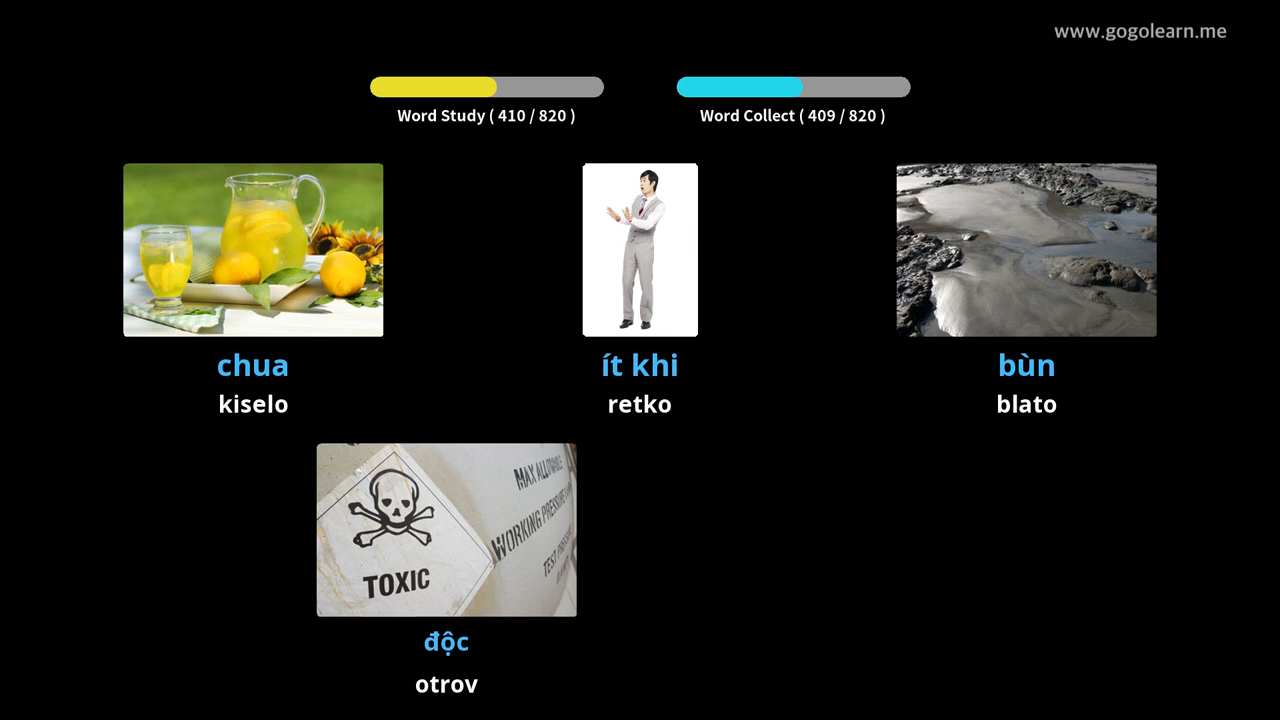 www.gogolearn.me
Word Study ( 410 / 820 )
Word Collect ( 409 / 820 )
chua
kiselo
ít khi
retko
bùn
blato
TOXIC
MAX ALLOWABLE
WORKING PRESSURE
độc
otrov